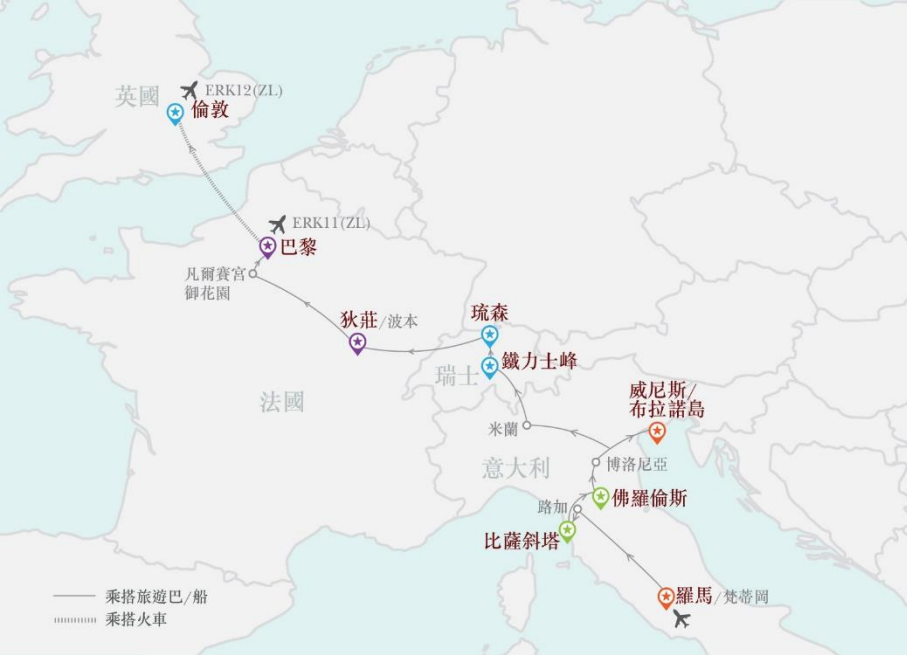 ERK12(ZL)
英國
倫敦
ERK11(ZL)
巴黎
凡爾賽宮
御花園
狄莊/波本
琉森
鐵力士峰
瑞士
法國
威尼斯/
布拉諾島
米蘭
意大利
博洛尼亞
佛羅倫斯
路加
比薩斜塔
羅馬/梵蒂岡
乘搭旅遊巴/船
乘搭火車